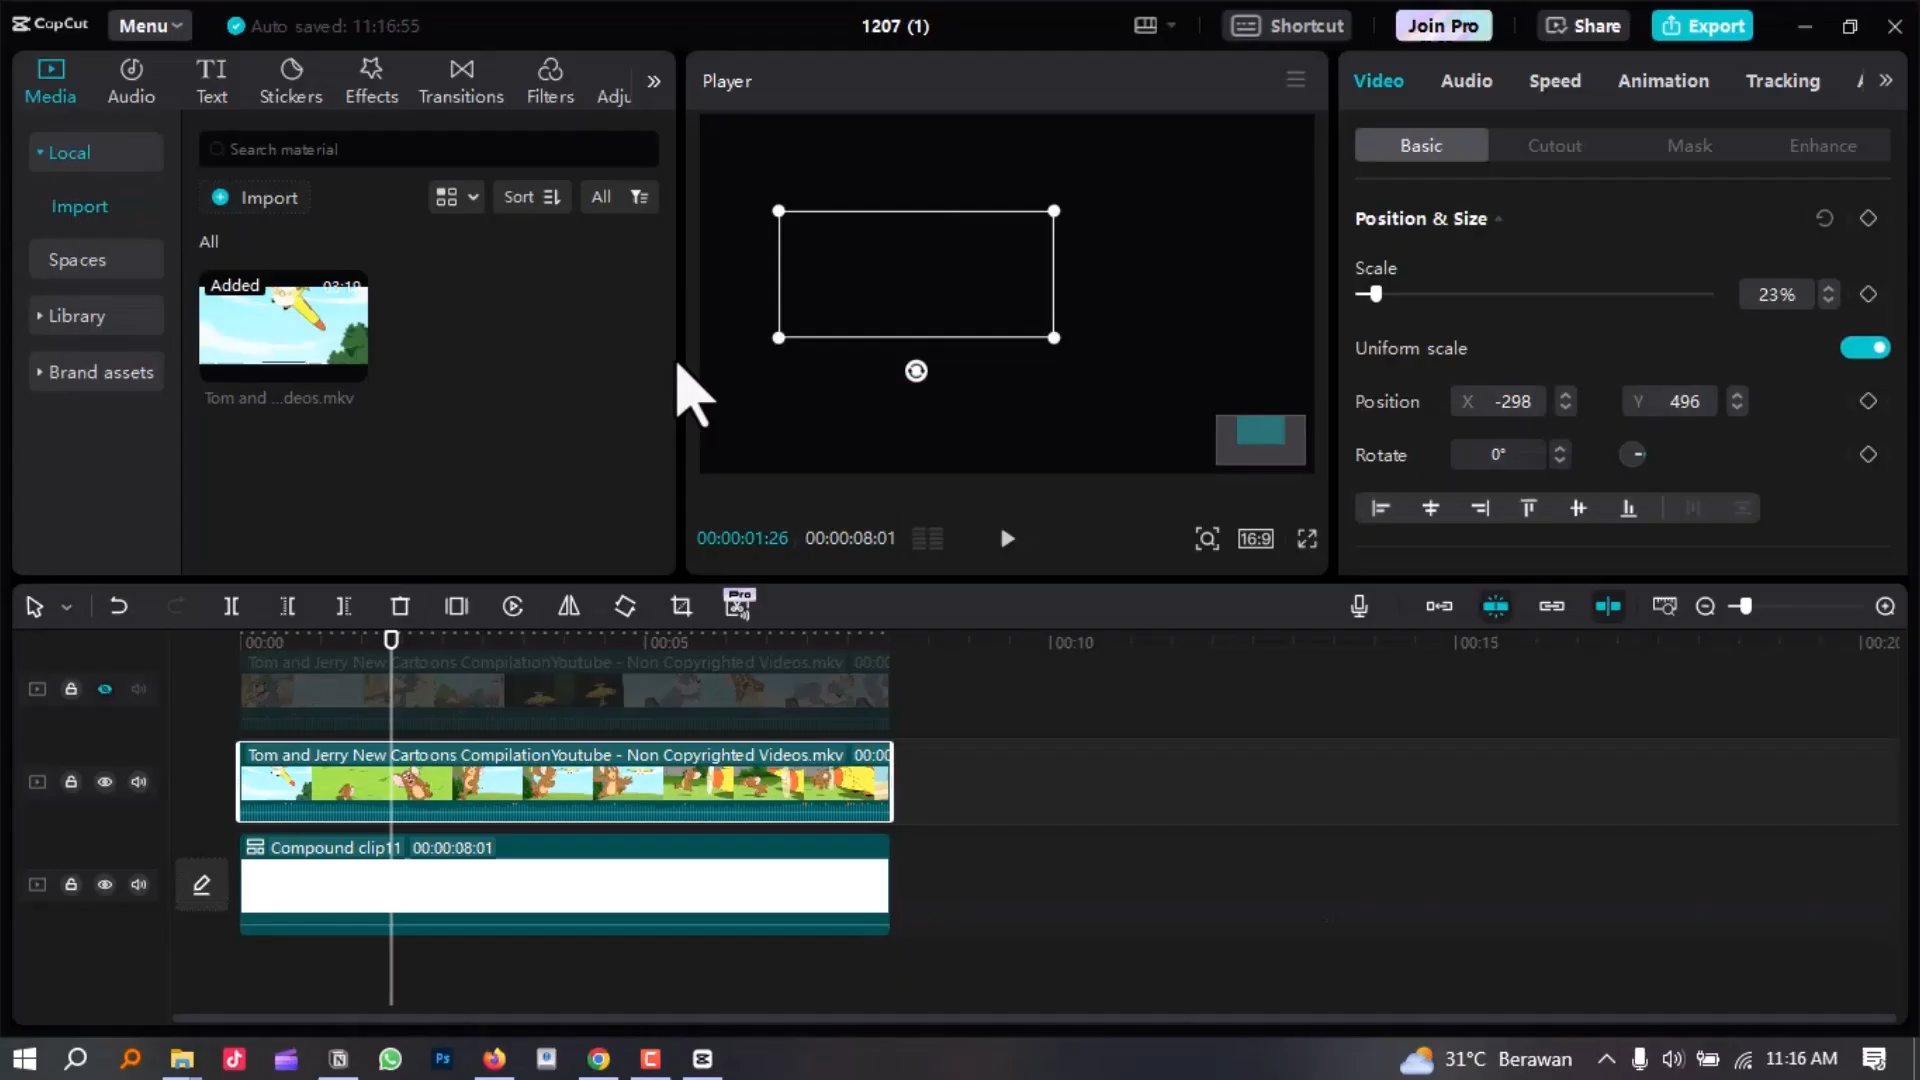 CapCut
Menu
Auto saved: 11:16:55
1207 (1)
Shortcut
Join Pro
Share
Export
Media
Audio
TI
Text
Stickers
Effects
Transitions
Filters
Adju
Player
Video
Audio
Speed
Animation
Tracking
Local
Import
Spaces
Library
Brand assets
Search material
Import
Sort
All
All
Added
03:19
Tom and ...deos.mkv
Basic
Cutout
Mask
Enhance
Position & Size
Scale
23%
Uniform scale
Position
X -298
Y 496
Rotate
0°
00:00:01:26
00:00:08:01
16:9
Pro
00:00
00:05
00:10
00:15
00:20
Tom and Jerry New Cartoons CompilationYoutube - Non Copyrighted Videos.mkv 00:00
Tom and Jerry New Cartoons CompilationYoutube - Non Copyrighted Videos.mkv 00:00
Compound clip11 00:00:08:01
Ps
31°C Berawan
11:16 AM